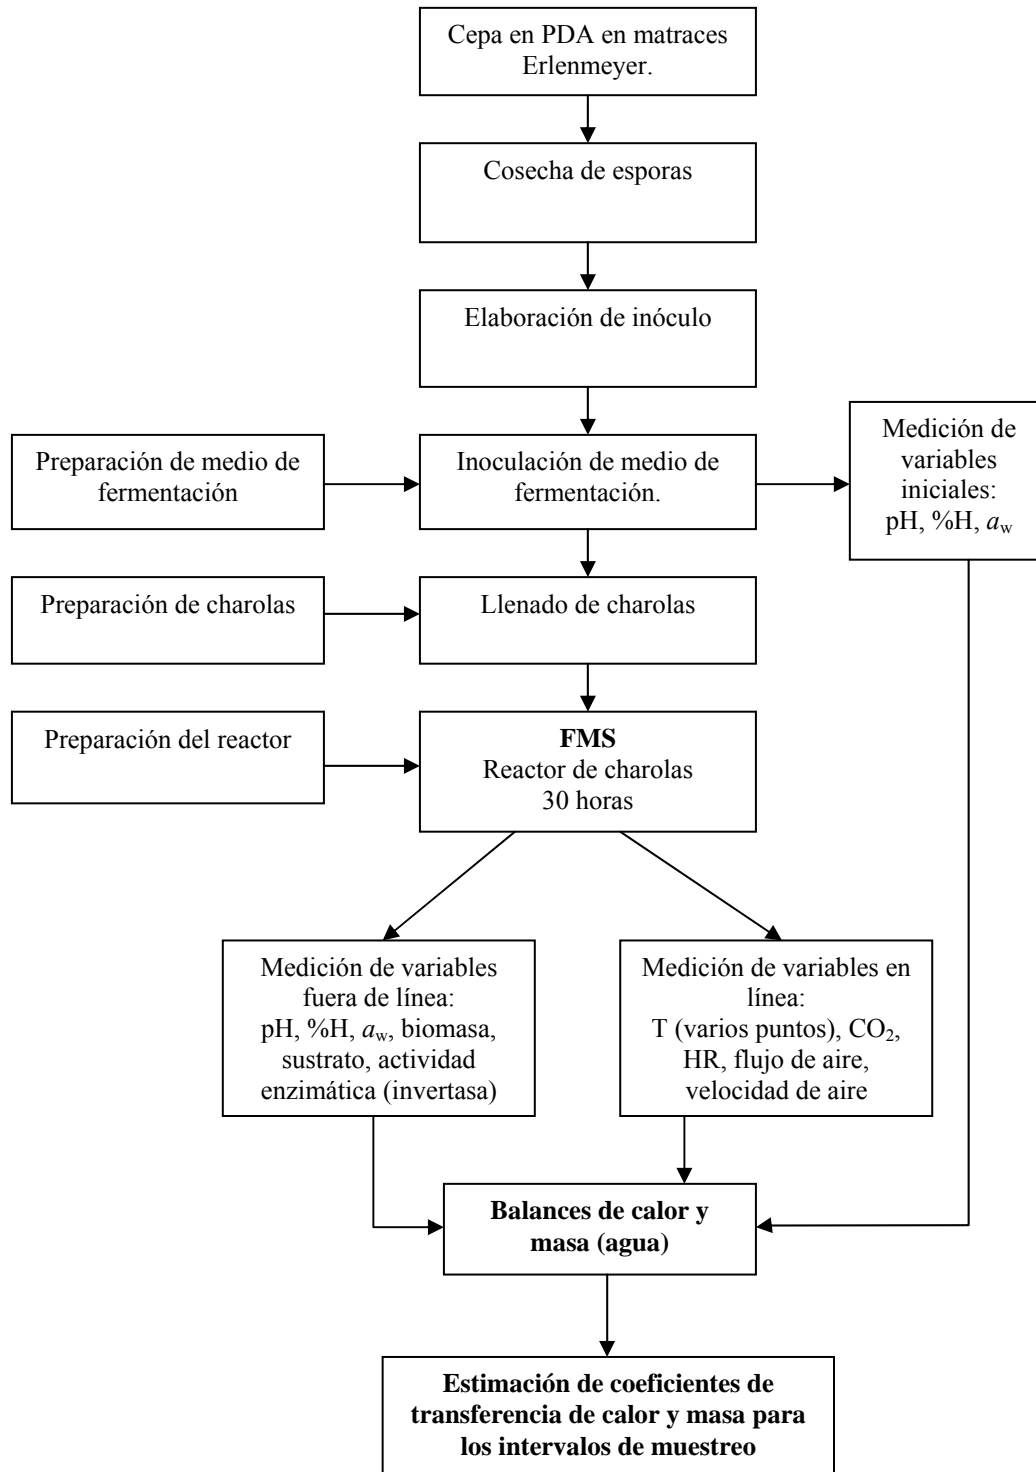 Cepa en PDA en matraces
Erlenmeyer.
Cosecha de esporas
Elaboración de inóculo
Preparación de medio de
fermentación
Inoculación de medio de
fermentación.
Medición de
variables
iniciales:
pH, %H, a_w
Preparación de charolas
Llenado de charolas
Preparación del reactor
FMS
Reactor de charolas
30 horas
Medición de variables
fuera de línea:
pH, %H, a_w, biomasa,
sustrato, actividad
enzimática (invertasa)
Medición de variables en
línea:
T (varios puntos), CO₂,
HR, flujo de aire,
velocidad de aire
Balances de calor y
masa (agua)
Estimación de coeficientes de
transferencia de calor y masa para
los intervalos de muestreo